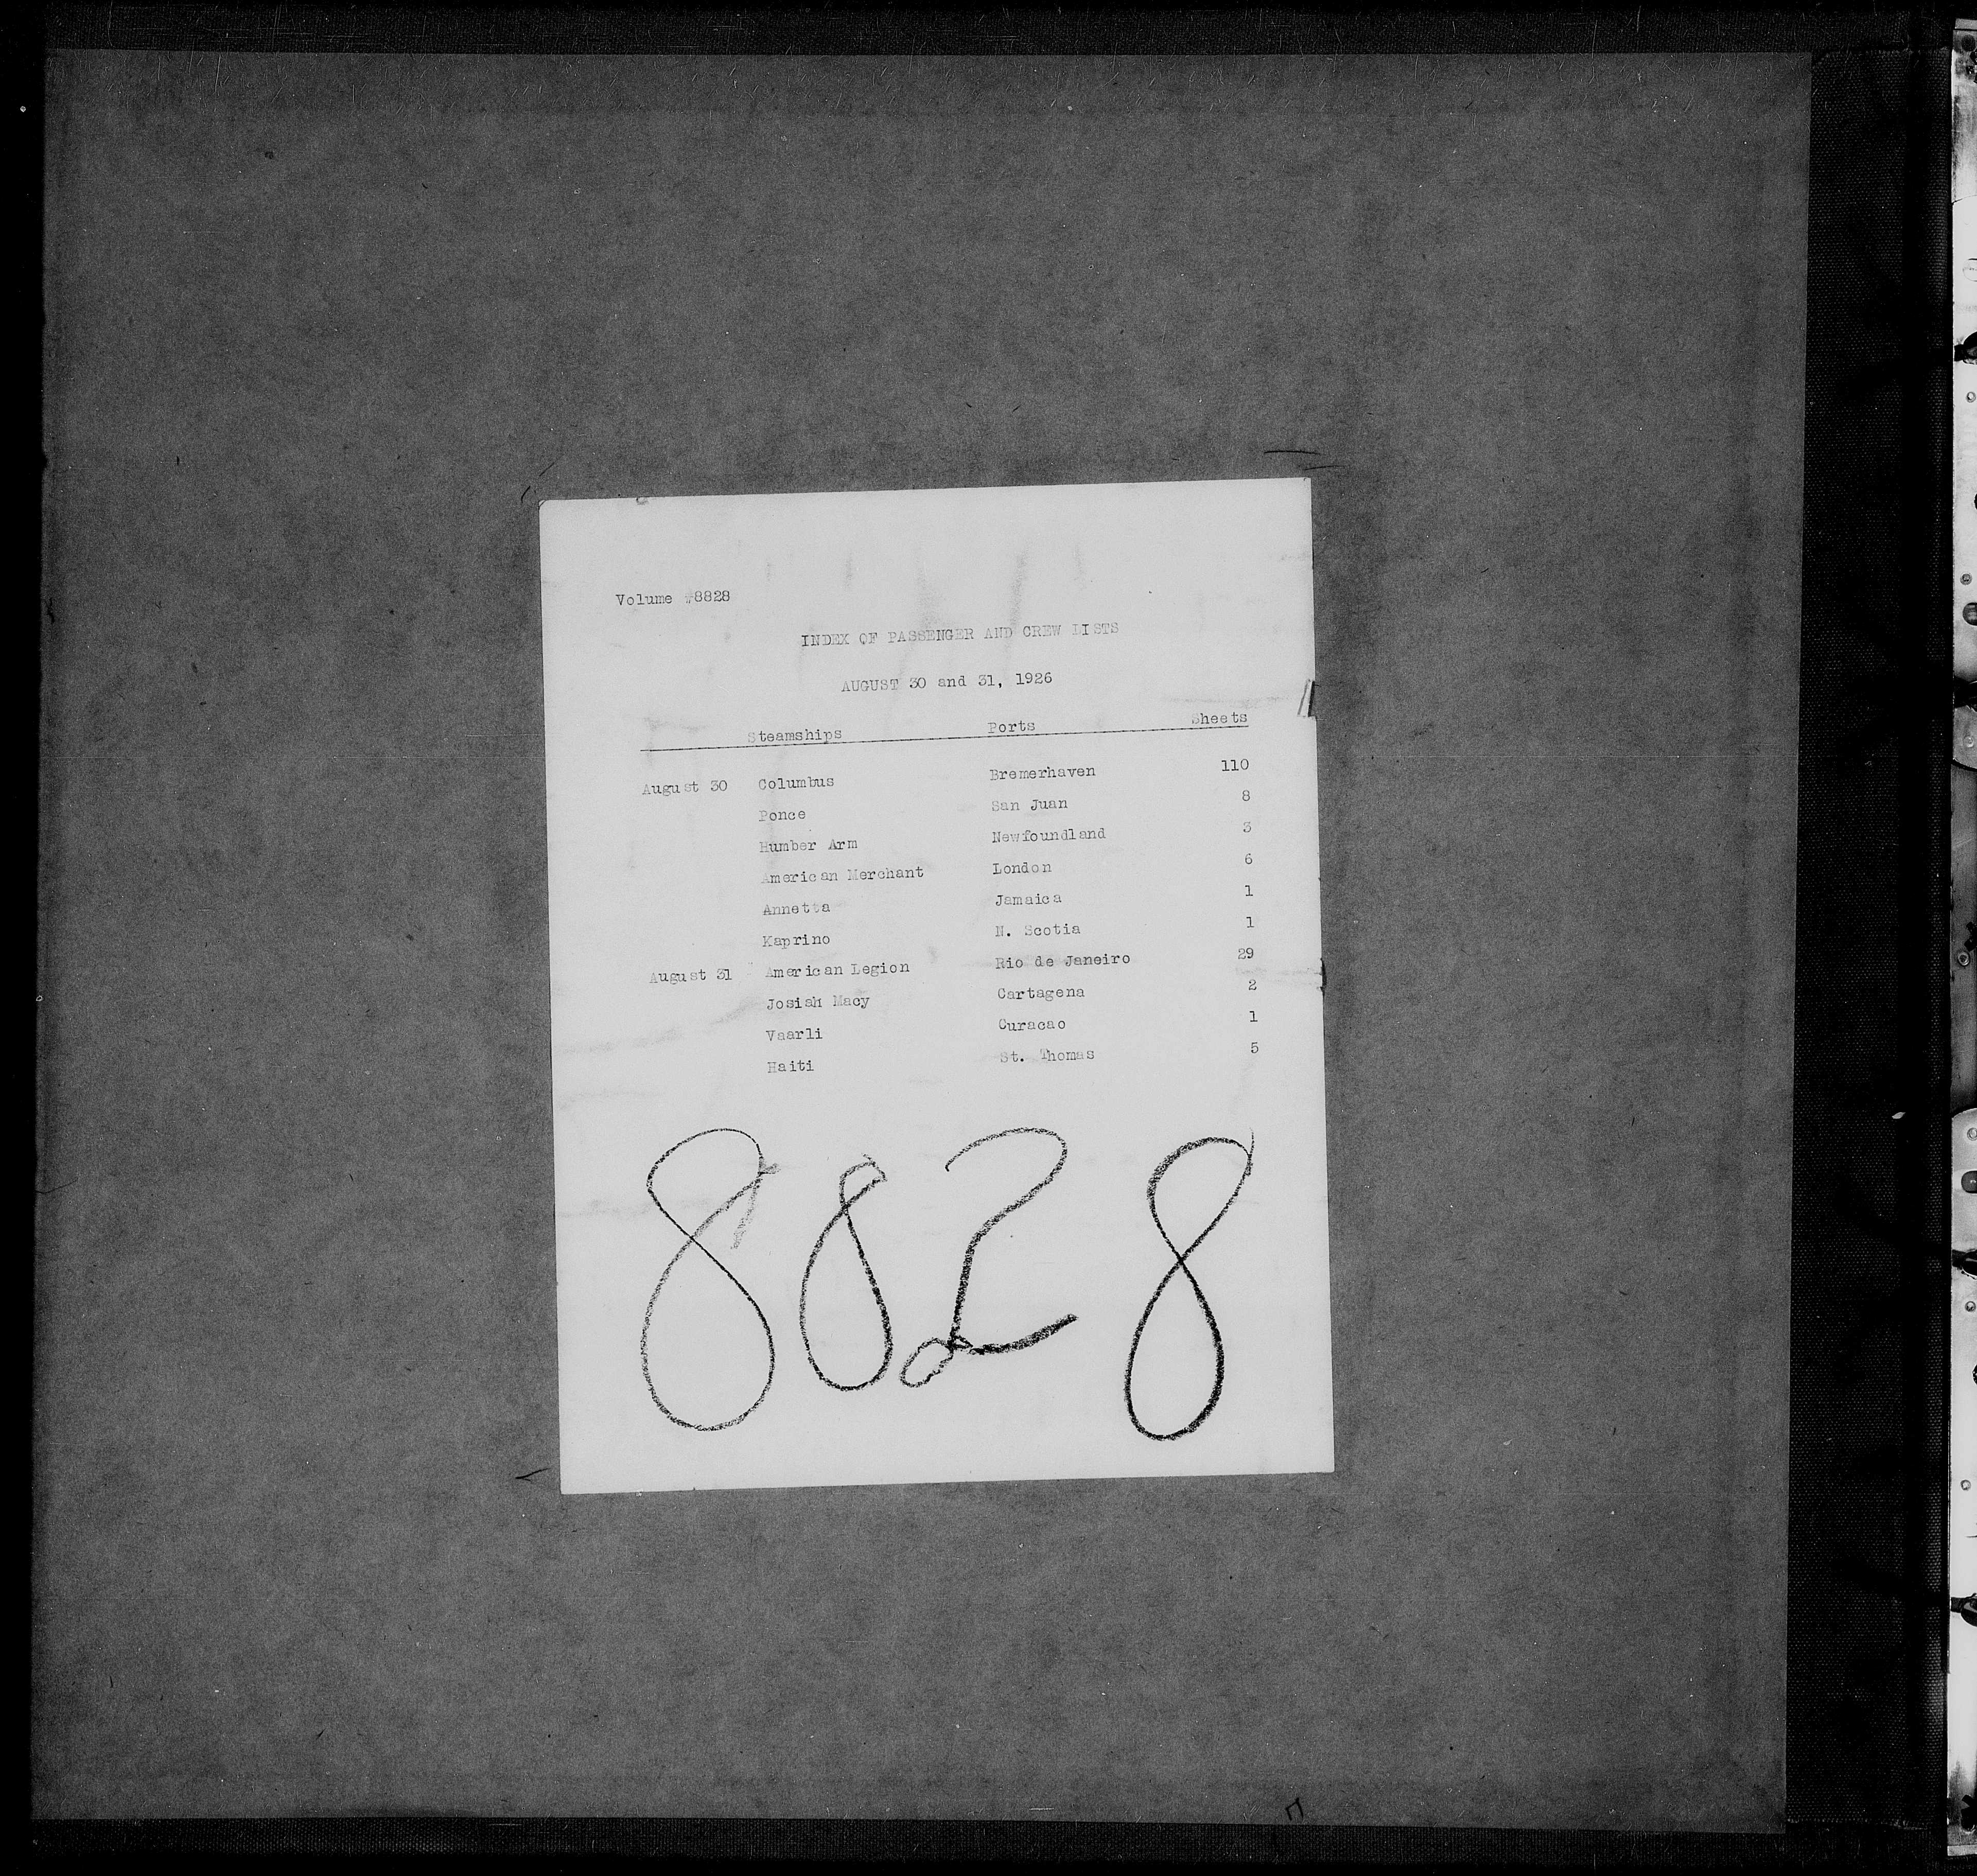 Volume #8828
INDEX OF PASSENGER AND CREW LISTS
AUGUST 30 and 31, 1926
Steamships Ports Sheets
August 30 Columbus Bremerhaven 110
Ponce San Juan 8
Humber Arm Newfoundland 3
American Merchant London 6
Annetta Jamaica 1
Kaprino N. Scotia 1
August 31 American Legion Rio de Janeiro 29
Josiah Macy Cartagena 2
Vaarli Curacao 1
Haiti St. Thomas 5
8828